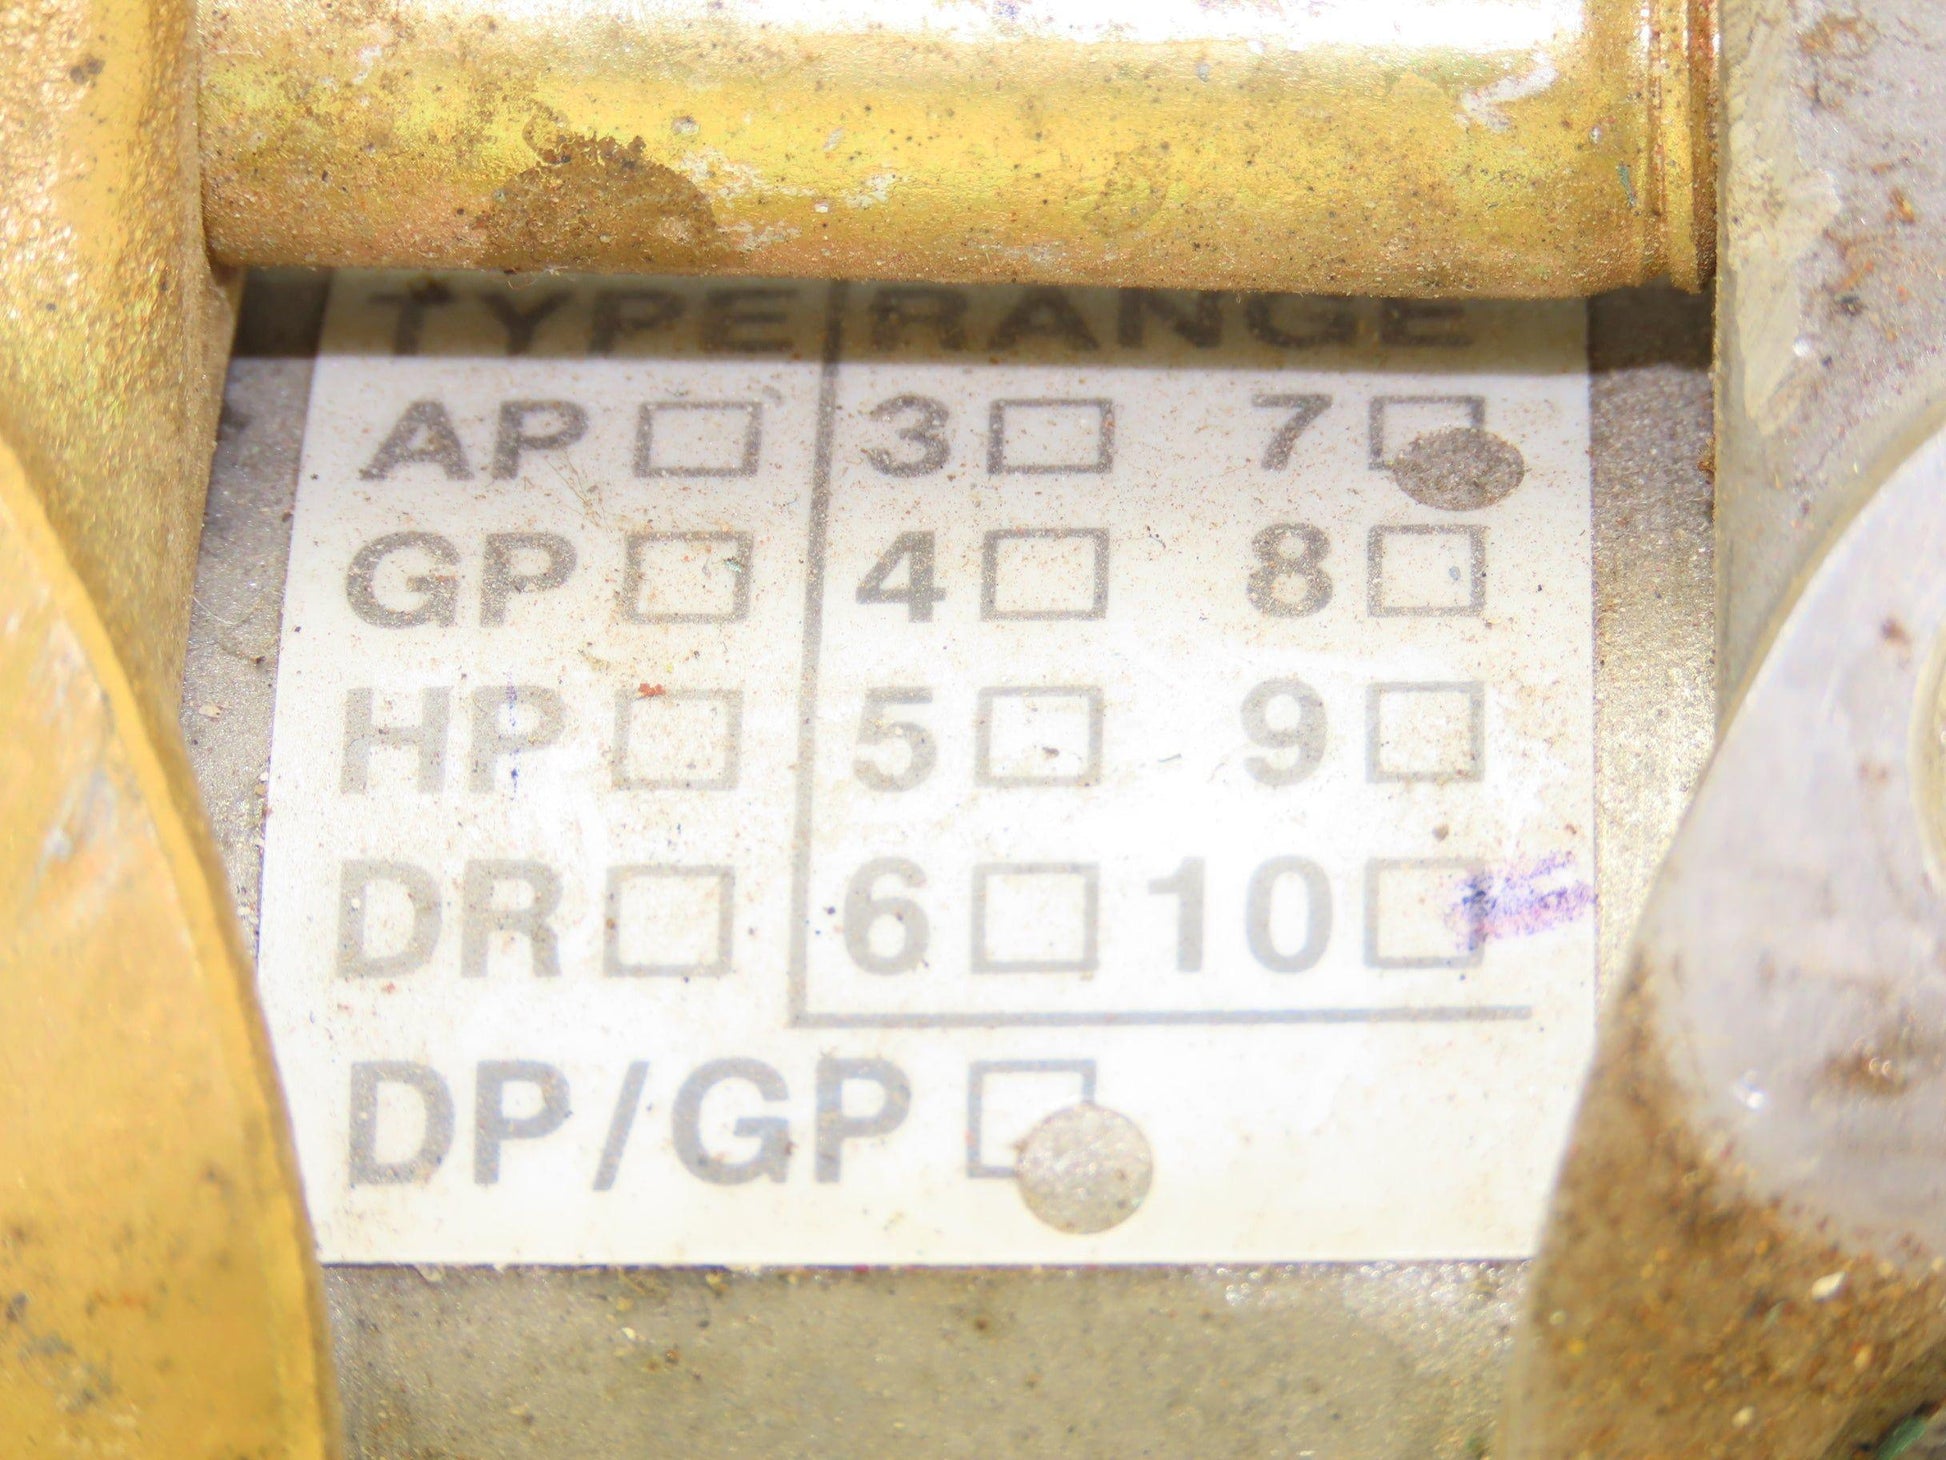 TYPE RANGE
AP 3 7
GP 4 8
HP 5 9
DR 6 10
DP/GP